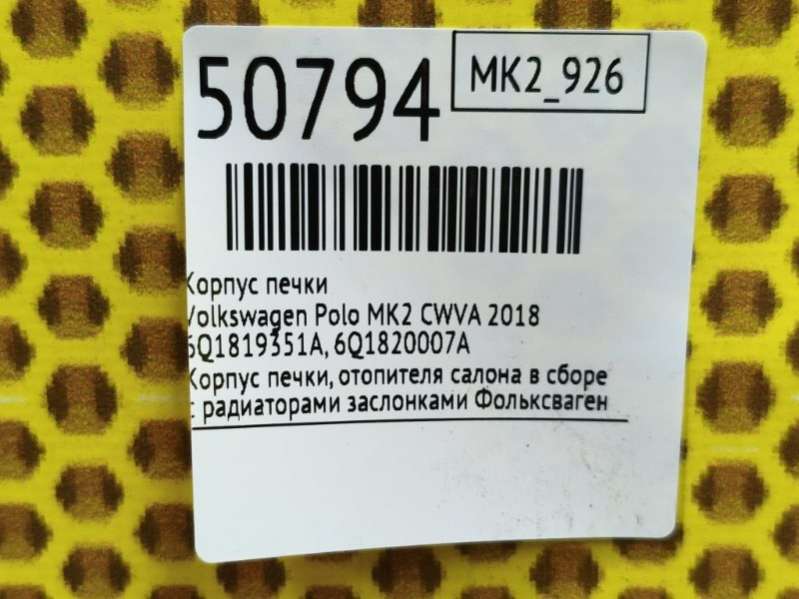 50794
MK2_926
Корпус печки
Volkswagen Polo MK2 CWVA 2018
6Q1819351A, 6Q1820007A
Корпус печки, отопителя салона в сборе
с радиаторами заслонками Фольксваген